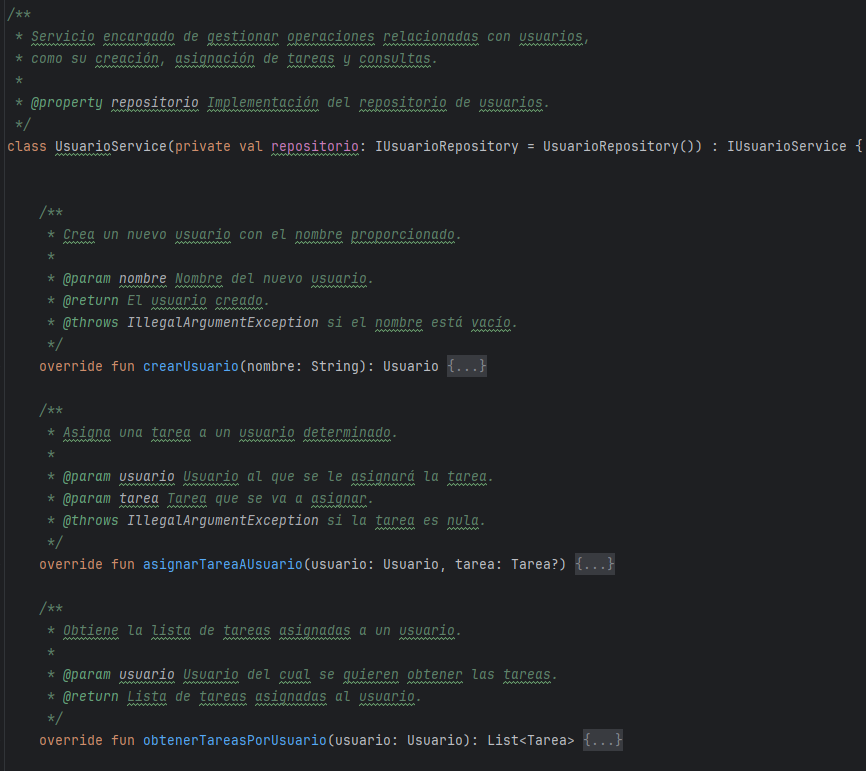 /**
 * Servicio encargado de gestionar operaciones relacionadas con usuarios,
 * como su creación, asignación de tareas y consultas.
 *
 * @property repositorio Implementación del repositorio de usuarios.
 */
class UsuarioService(private val repositorio: IUsuarioRepository = UsuarioRepository()) : IUsuarioService {
    /**
     * Crea un nuevo usuario con el nombre proporcionado.
     *
     * @param nombre Nombre del nuevo usuario.
     * @return El usuario creado.
     * @throws IllegalArgumentException si el nombre está vacío.
     */
    override fun crearUsuario(nombre: String): Usuario {...}
    /**
     * Asigna una tarea a un usuario determinado.
     *
     * @param usuario Usuario al que se le asignará la tarea.
     * @param tarea Tarea que se va a asignar.
     * @throws IllegalArgumentException si la tarea es nula.
     */
    override fun asignarTareaAUsuario(usuario: Usuario, tarea: Tarea?) {...}
    /**
     * Obtiene la lista de tareas asignadas a un usuario.
     *
     * @param usuario Usuario del cual se quieren obtener las tareas.
     * @return Lista de tareas asignadas al usuario.
     */
    override fun obtenerTareasPorUsuario(usuario: Usuario): List<Tarea> {...}